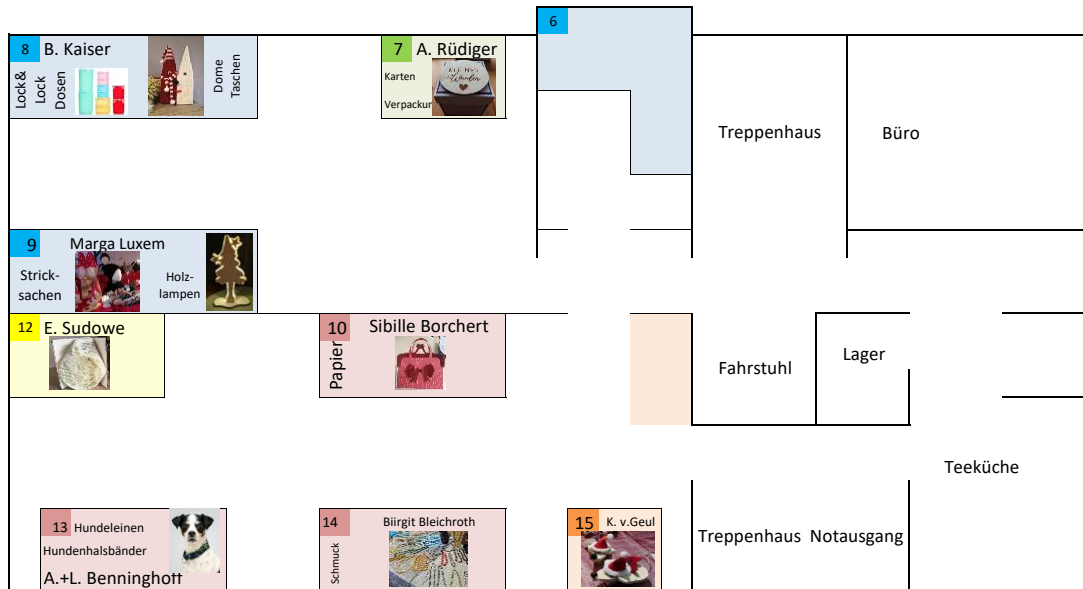 6
8 B. Kaiser
Lock&
Lock
Dosen
Dome
Taschen
7 A. Rüdiger
Karten
Verpackur
Treppenhaus
Büro
9 Marga Luxem
Strick-
sachen
Holz-
lampen
12 E. Sudowe
10 Sibille Borchert
Papier
Fahrstuhl
Lager
Teeküche
13 Hundeleinen
Hundenhalsbänder
A.+L. Benninghoff
14 Biirgit Bleichroth
Schmuck
15 K. v.Geul
Treppenhaus Notausgang